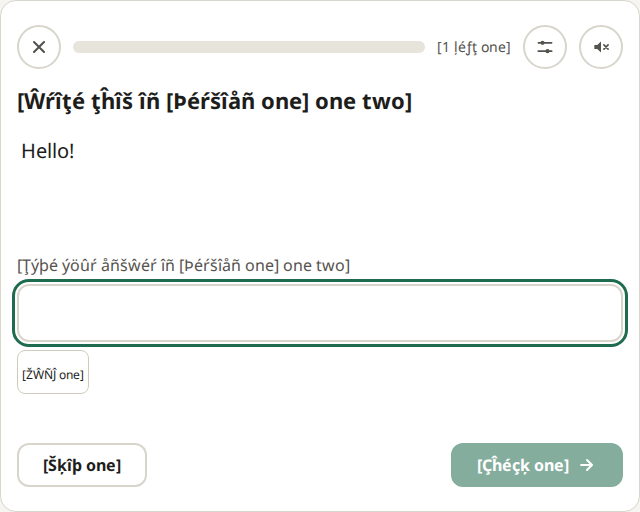 [1 ļéƒţ one]
[Ŵŕîţé ţĥîš îñ [Þéŕšîåñ one] one two]
Hello!
[Ţýþé ýöûŕ åñšŵéŕ îñ [Þéŕšîåñ one] one two]
[ŽŴÑĴ one]
[Šķîþ one]
[Çĥéçķ one] →